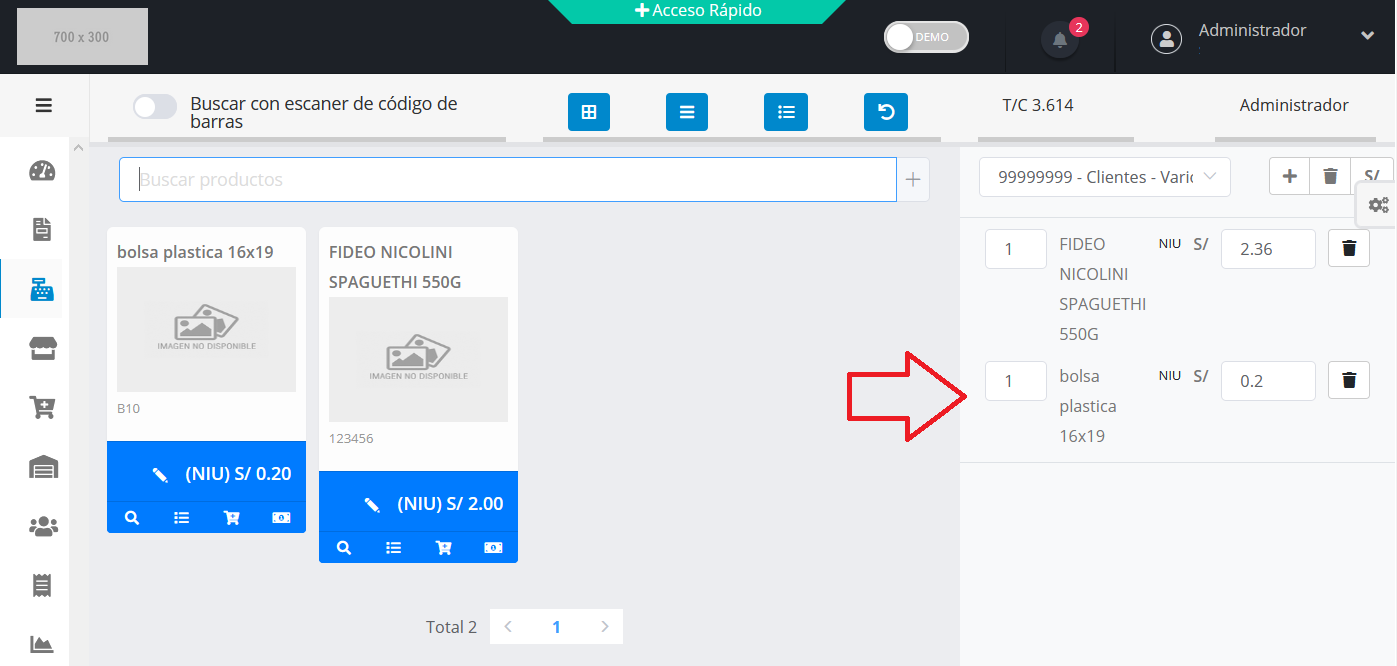 Acceso Rápido
700 x 300
DEMO
2
Administrador
Buscar con escaner de código de
barras
T/C 3.614
Administrador
Buscar productos
99999999 - Clientes - Varic
S/
bolsa plastica 16x19
IMAGEN NO DISPONIBLE
B10
(NIU) S/ 0.20
FIDEO NICOLINI
SPAGUETHI 550G
IMAGEN NO DISPONIBLE
123456
(NIU) S/ 2.00
1
FIDEO
NICOLINI
SPAGUETHI
550G
NIU
S/
2.36
1
bolsa
plastica
16x19
NIU
S/
0.2
Total 2
1